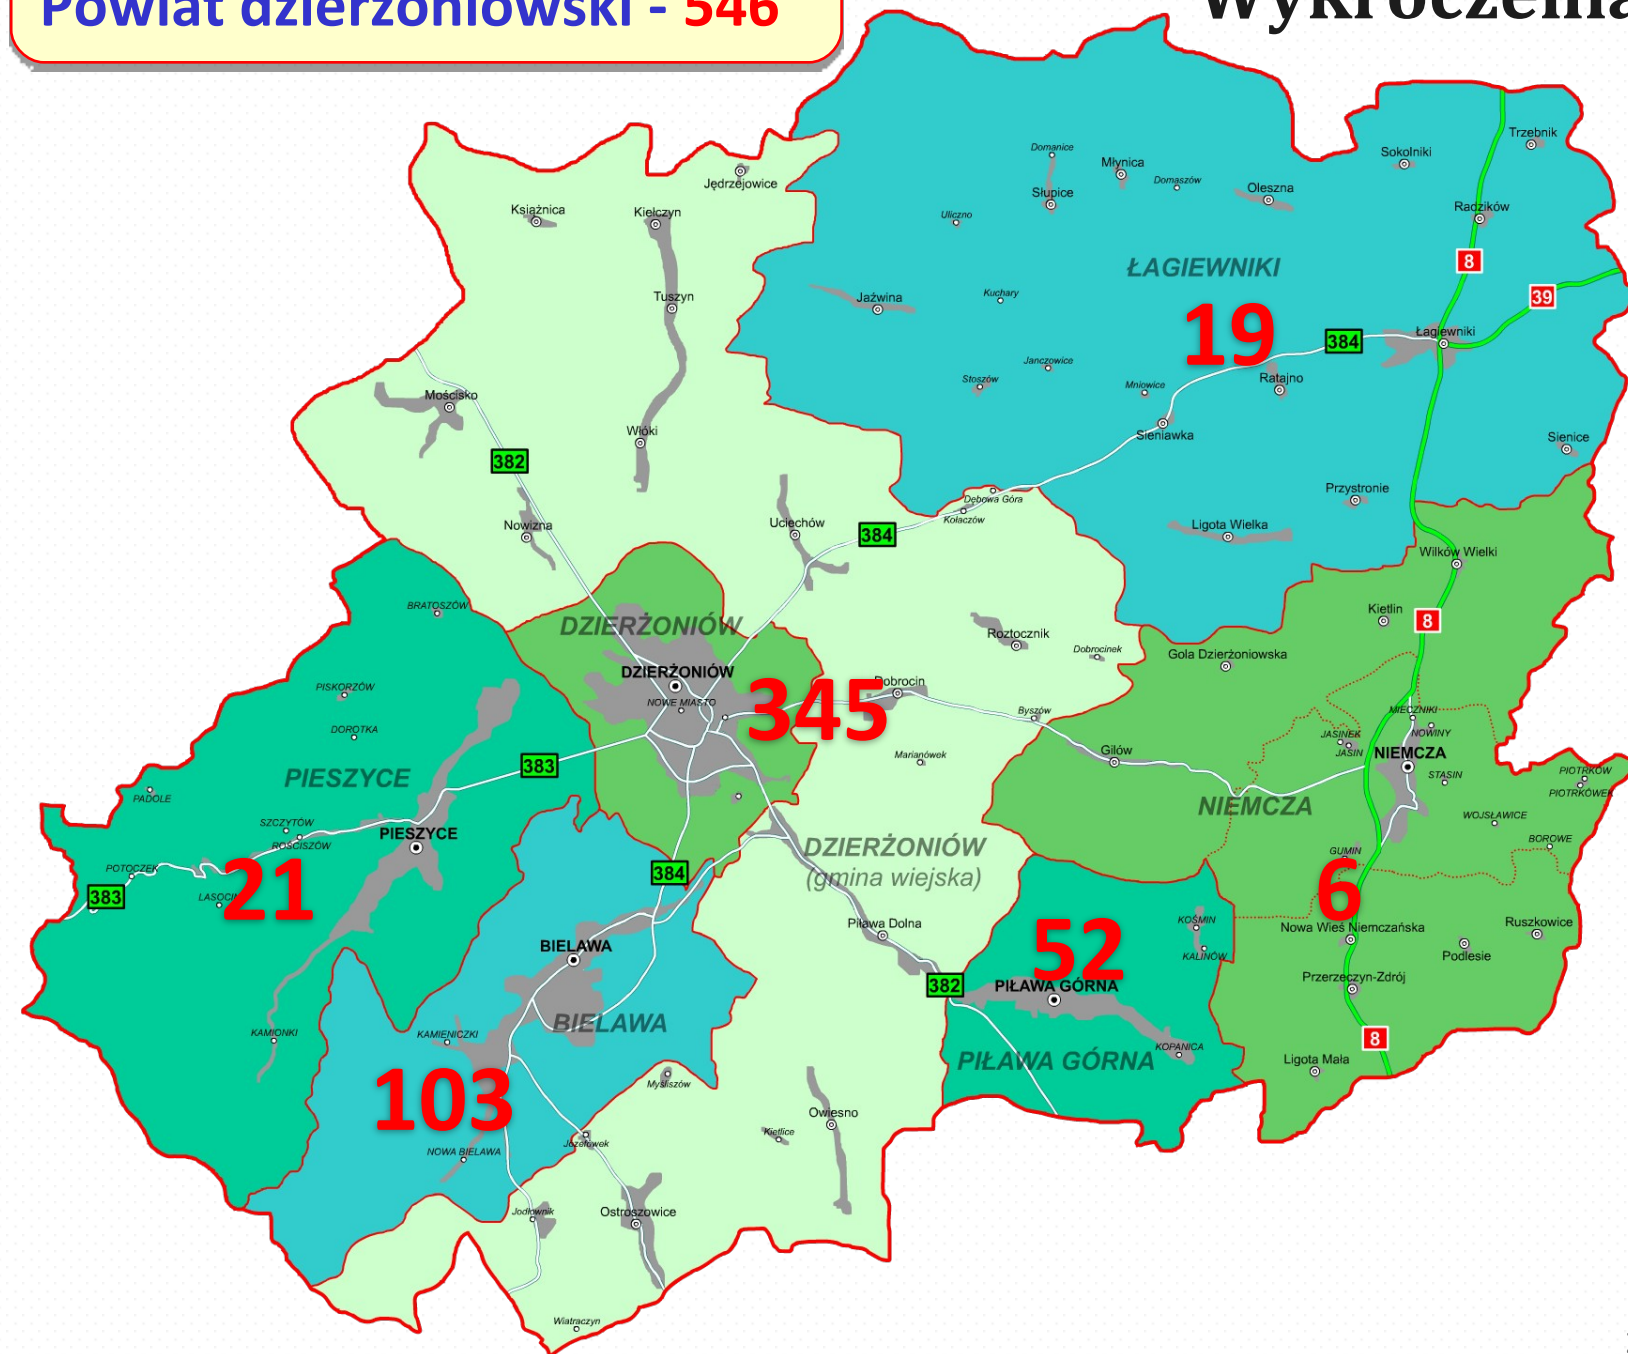 Powiat dzierżoniowski - 546
Wykroczenia
Trzebnik
Sokolniki
Domanice
Młynica
Domaszów
Oleszna
Słupice
Radzików
Uliczno
Jędrzejowice
Książnica
Kiełczyn
ŁAGIEWNIKI
8
39
Tuszyn
Jaźwina
Kuchary
19
384
Łagiewniki
Janczowice
Stoszów
Mniowice
Ratajno
Mościsko
Włóki
Sieniawka
Sienice
382
Przystronie
Dębowa Góra
Kołaczów
Nowizna
Uciechów
384
Ligota Wielka
Wilków Wielki
BRATOSZÓW
Kietlin
8
DZIERŻONIÓW
Roztocznik
Dobrocinek
Gola Dzierżoniowska
DZIERŻONIÓW
NOWE MIASTO
345
Dobrocin
PISKORZÓW
Byszów
MIECZNIKI
NOWINY
DOROTKA
JASINEK
JASIN
Marianówek
Gilów
NIEMCZA
STASIN
PIOTRKÓW
PIOTRKÓWEK
383
PIESZYCE
PADOLE
NIEMCZA
WOJSŁAWICE
SZCZYTÓW
ROŚCISZÓW
PIESZYCE
BOROWE
DZIERŻONIÓW
(gmina wiejska)
GUMIN
POTOCZEK
384
383
LASOCIN
21
6
Piława Dolna
KOŚMIN
Nowa Wieś Niemczańska
Ruszkowice
BIELAWA
52
KALINÓW
Podlesie
382
PIŁAWA GÓRNA
Przerzeczyn-Zdrój
BIELAWA
KAMIONKI
KAMIENICZKI
8
KOPANICA
PIŁAWA GÓRNA
Ligota Mała
103
Myśliszów
Owiesno
Kietlice
Józefówek
NOWA BIELAWA
Jodłownik
Ostroszowice
Wiatraczyn